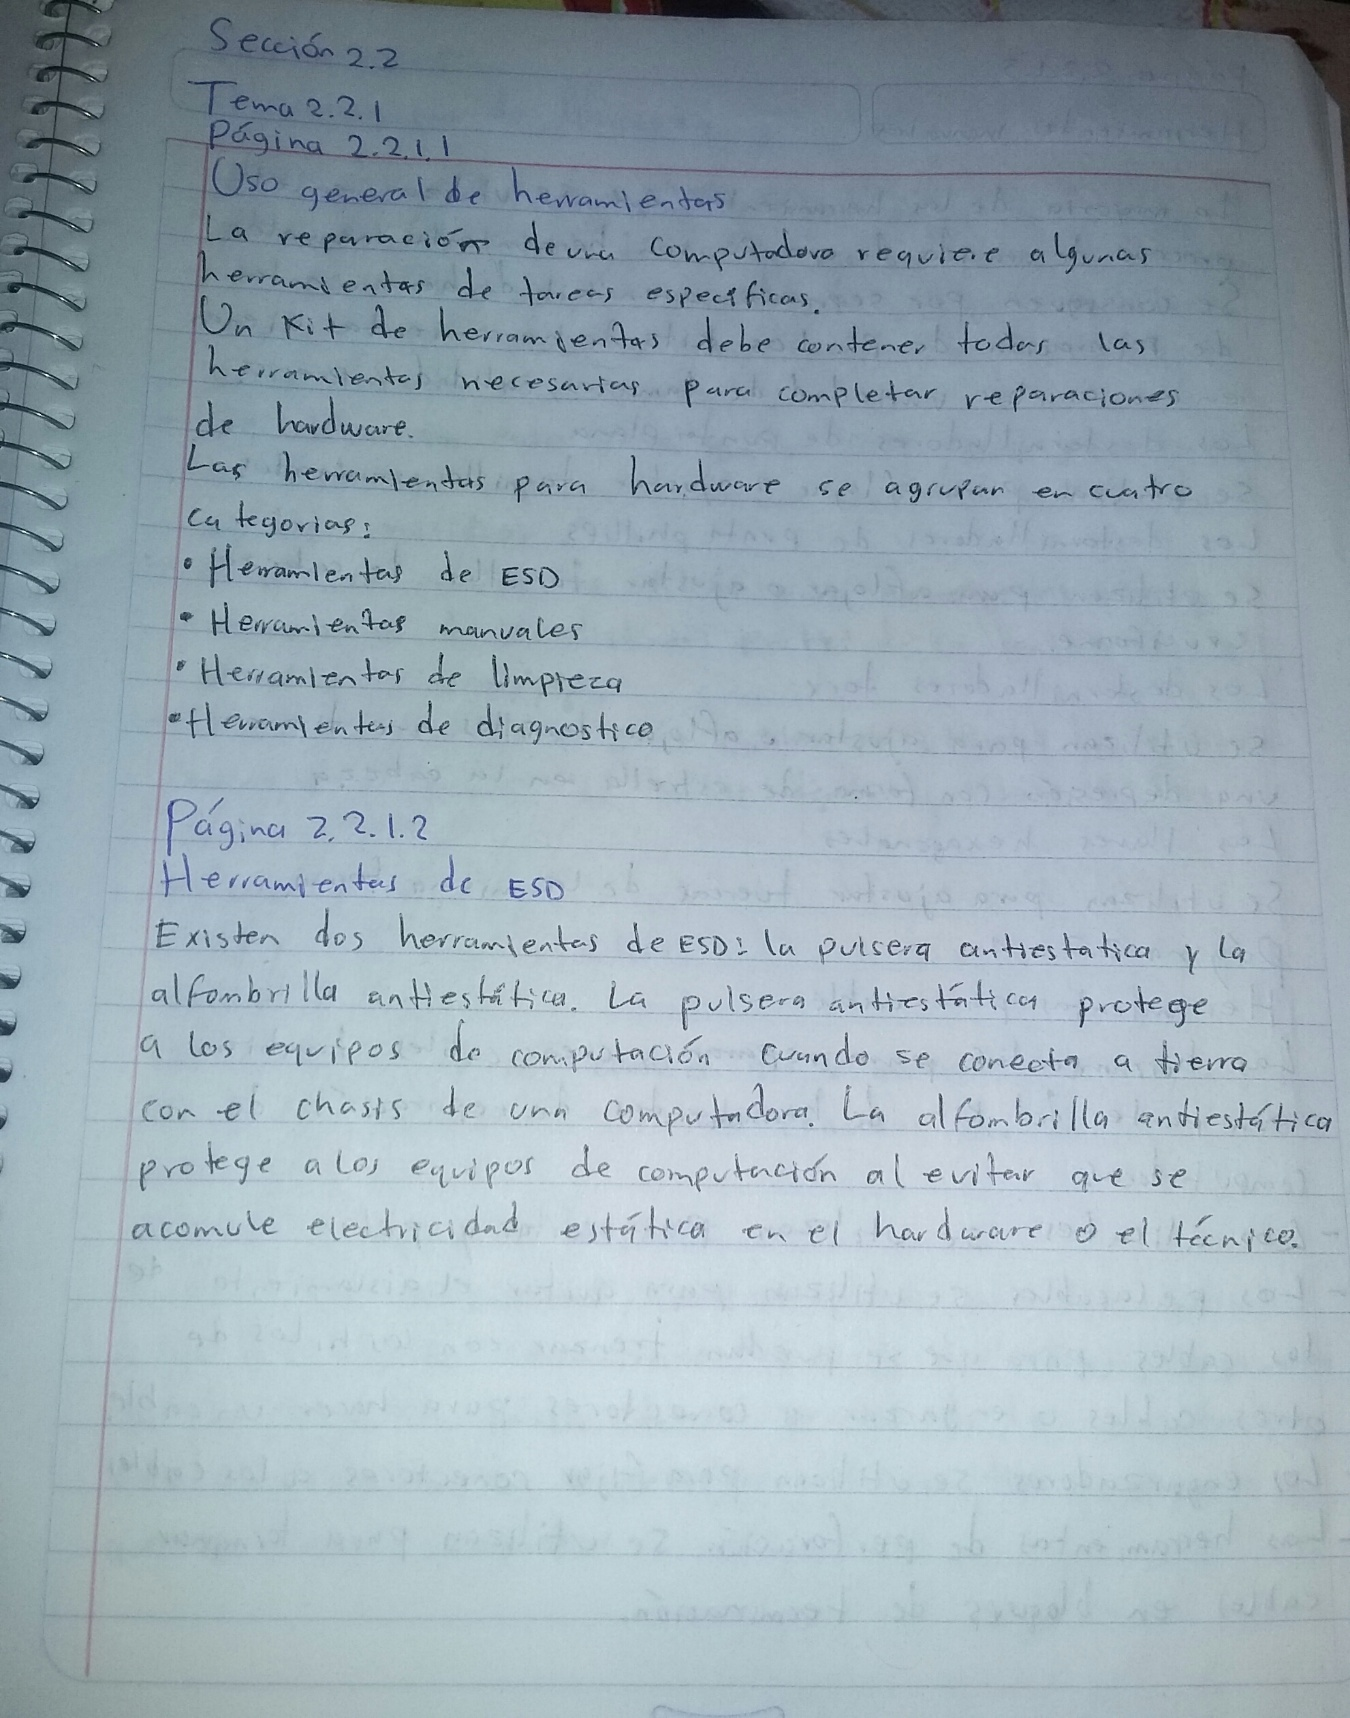 Sección 2.2
Tema 2.2.1
Página 2.2.1.1
Uso general de herramientas
La reparación de una computadora requiere algunas
herramientas de tareas especificas.
Un Kit de herramientas debe contener todas las
herramientas necesarias para completar reparaciones
de hardware.
Las herramientas para hardware se agrupan en cuatro
categorias:
• Herramientas de ESD
• Herramientas manuales
• Herramientas de limpieza
• Herramientas de diagnostico
Página 2.2.1.2
Herramientas de ESD
Existen dos herramientas de ESD: la pulsera antiestatica y la
alfombrilla antiestática. La pulsera antiestática protege
a los equipos de computación cuando se conecta a tierra
con el chasis de una computadora. La alfombrilla antiestática
protege a los equipos de computación al evitar que se
acomule electricidad estática en el hardware o el técnico.